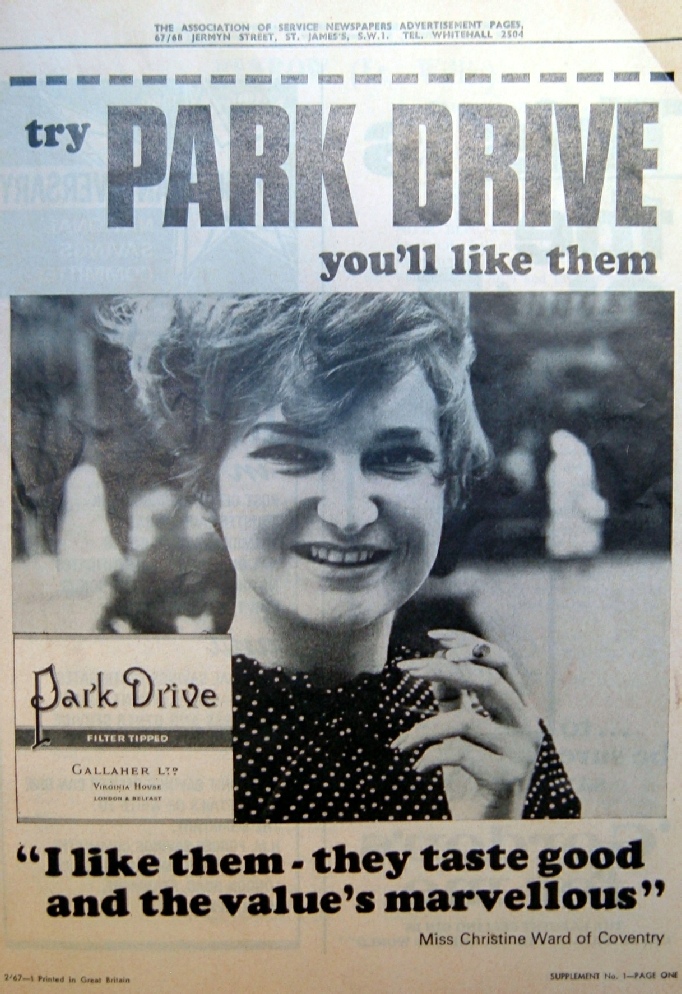 THE ASSOCIATION OF SERVICE NEWSPAPERS ADVERTISEMENT PAGES,
67/68 JERMYN STREET, ST. JAMES'S, S.W.1. TEL. WHITEHALL 2504
try PARK DRIVE
you'll like them
Park Drive
FILTER TIPPED
GALLAHER LTD
VIRGINIA HOUSE
LONDON & BELFAST
“I like them - they taste good
and the value's marvellous”
Miss Christine Ward of Coventry
2/67—S Printed in Great Britain
SUPPLEMENT No. 1—PAGE ONE